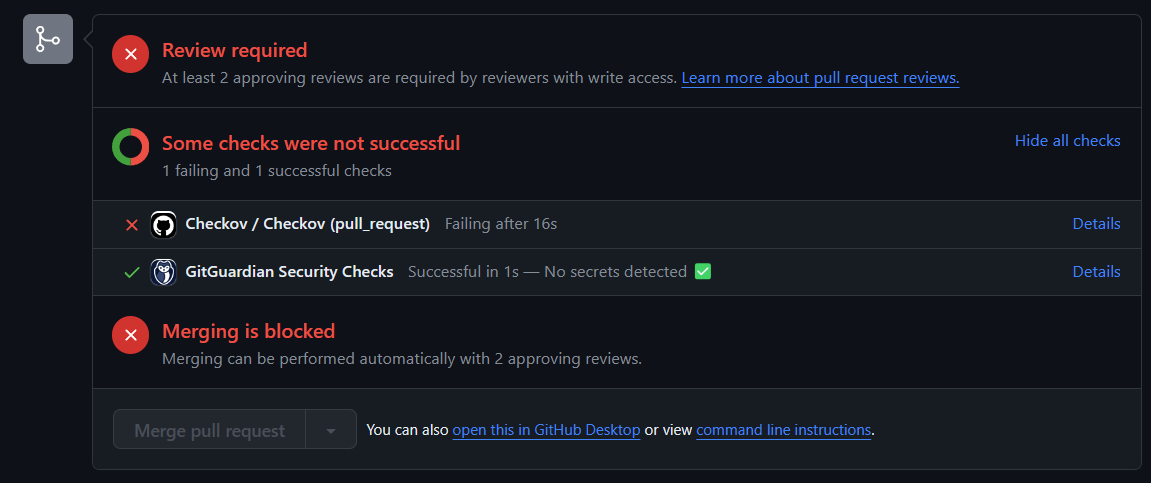 Review required
At least 2 approving reviews are required by reviewers with write access. Learn more about pull request reviews.
Some checks were not successful
Hide all checks
1 failing and 1 successful checks
Checkov / Checkov (pull_request) Failing after 16s Details
GitGuardian Security Checks Successful in 1s — No secrets detected ✅ Details
Merging is blocked
Merging can be performed automatically with 2 approving reviews.
Merge pull request You can also open this in GitHub Desktop or view command line instructions.